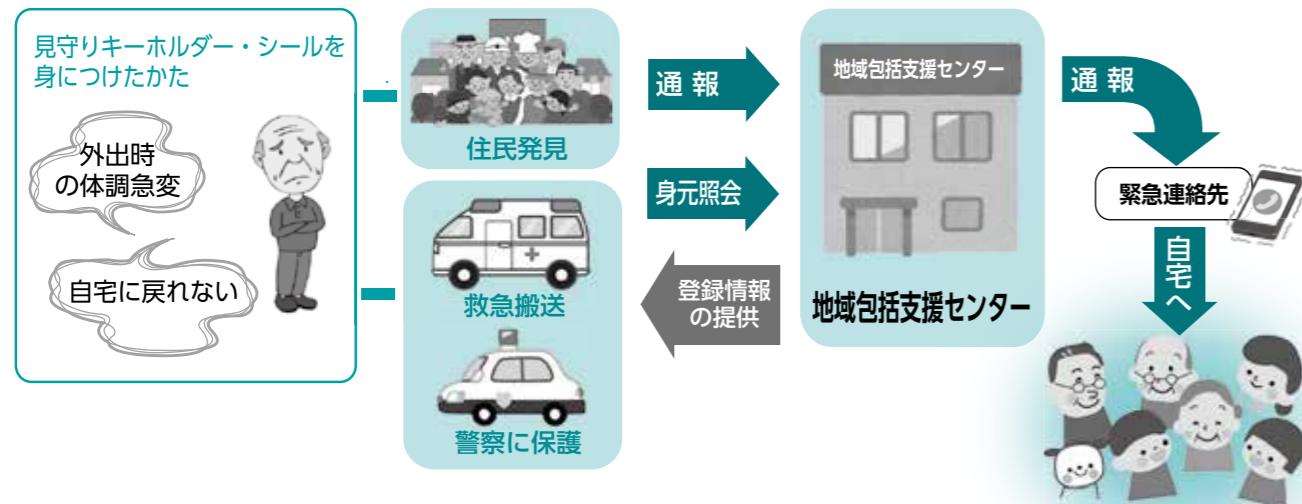 見守りキーホルダー・シールを
身につけたかた
外出時
の体調急変
自宅に戻れない
住民発見
救急搬送
警察に保護
通報
身元照会
登録情報
の提供
地域包括支援センター
地域包括支援センター
通報
緊急連絡先
自宅へ